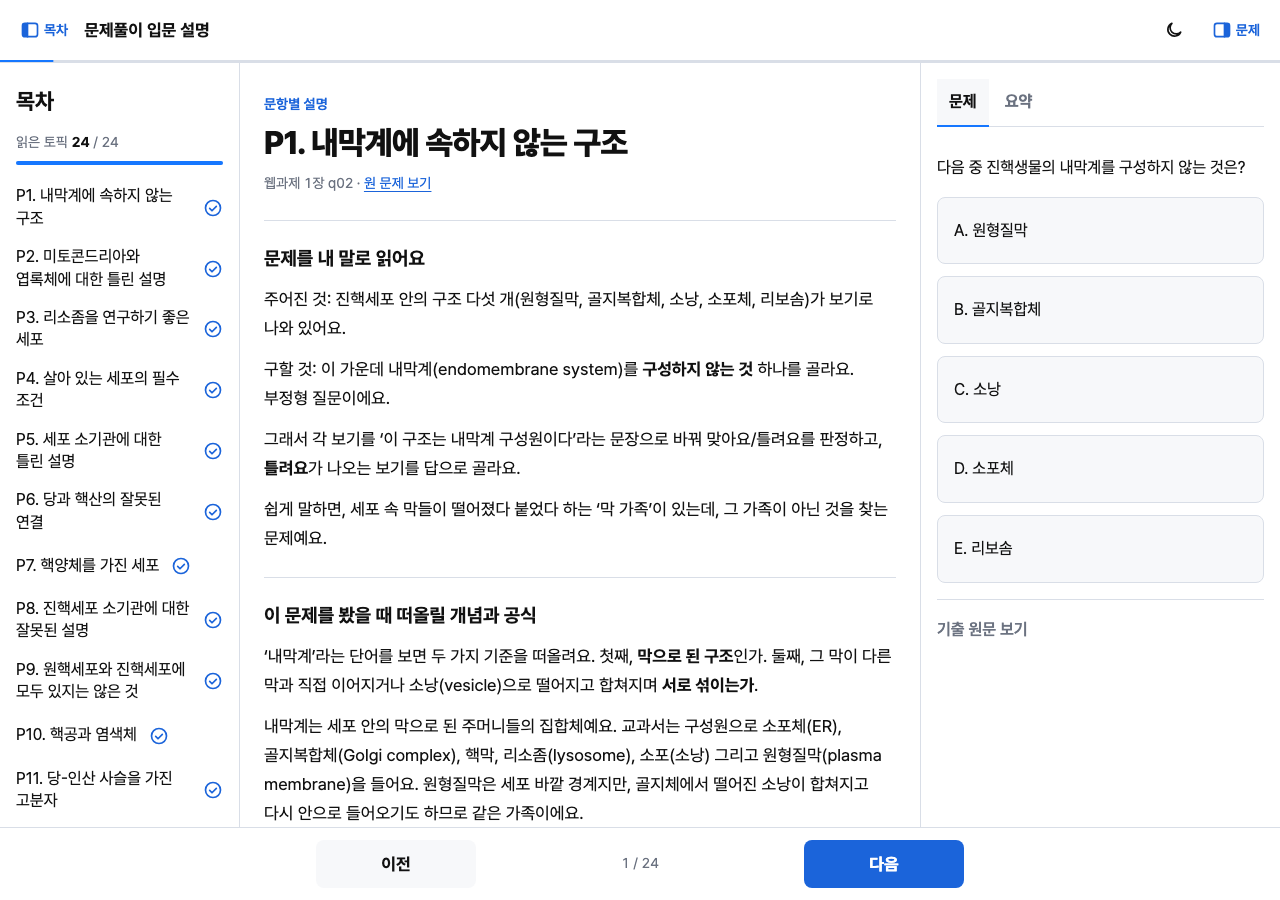 목차
문제풀이 입문 설명
문제
목차
읽은 토픽 24 / 24
P1. 내막계에 속하지 않는
구조
P2. 미토콘드리아와
엽록체에 대한 틀린 설명
P3. 리소좀을 연구하기 좋은
세포
P4. 살아 있는 세포의 필수
조건
P5. 세포 소기관에 대한
틀린 설명
P6. 당과 핵산의 잘못된
연결
P7. 핵양체를 가진 세포
P8. 진핵세포 소기관에 대한
잘못된 설명
P9. 원핵세포와 진핵세포에
모두 있지는 않은 것
P10. 핵공과 염색체
P11. 당-인산 사슬을 가진
고분자
문항별 설명
P1. 내막계에 속하지 않는 구조
웹과제 1장 q02 · 원 문제 보기
문제를 내 말로 읽어요
주어진 것: 진핵세포 안의 구조 다섯 개(원형질막, 골지복합체, 소낭, 소포체, 리보솜)가 보기로
나와 있어요.
구할 것: 이 가운데 내막계(endomembrane system)를 구성하지 않는 것 하나를 골라요.
부정형 질문이에요.
그래서 각 보기를 ‘이 구조는 내막계 구성원이다’라는 문장으로 바꿔 맞아요/틀려요를 판정하고,
틀려요가 나오는 보기를 답으로 골라요.
쉽게 말하면, 세포 속 막들이 떨어졌다 붙었다 하는 ‘막 가족’이 있는데, 그 가족이 아닌 것을 찾는
문제예요.
이 문제를 봤을 때 떠올릴 개념과 공식
‘내막계’라는 단어를 보면 두 가지 기준을 떠올려요. 첫째, 막으로 된 구조인가. 둘째, 그 막이 다른
막과 직접 이어지거나 소낭(vesicle)으로 떨어지고 합쳐지며 서로 섞이는가.
내막계는 세포 안의 막으로 된 주머니들의 집합체예요. 교과서는 구성원으로 소포체(ER),
골지복합체(Golgi complex), 핵막, 리소좀(lysosome), 소포(소낭) 그리고 원형질막(plasma
membrane)을 들어요. 원형질막은 세포 바깥 경계지만, 골지체에서 떨어진 소낭이 합쳐지고
다시 안으로 들어오기도 하므로 같은 가족이에요.
문제
요약
다음 중 진핵생물의 내막계를 구성하지 않는 것은?
A. 원형질막
B. 골지복합체
C. 소낭
D. 소포체
E. 리보솜
기출 원문 보기
이전
1 / 24
다음